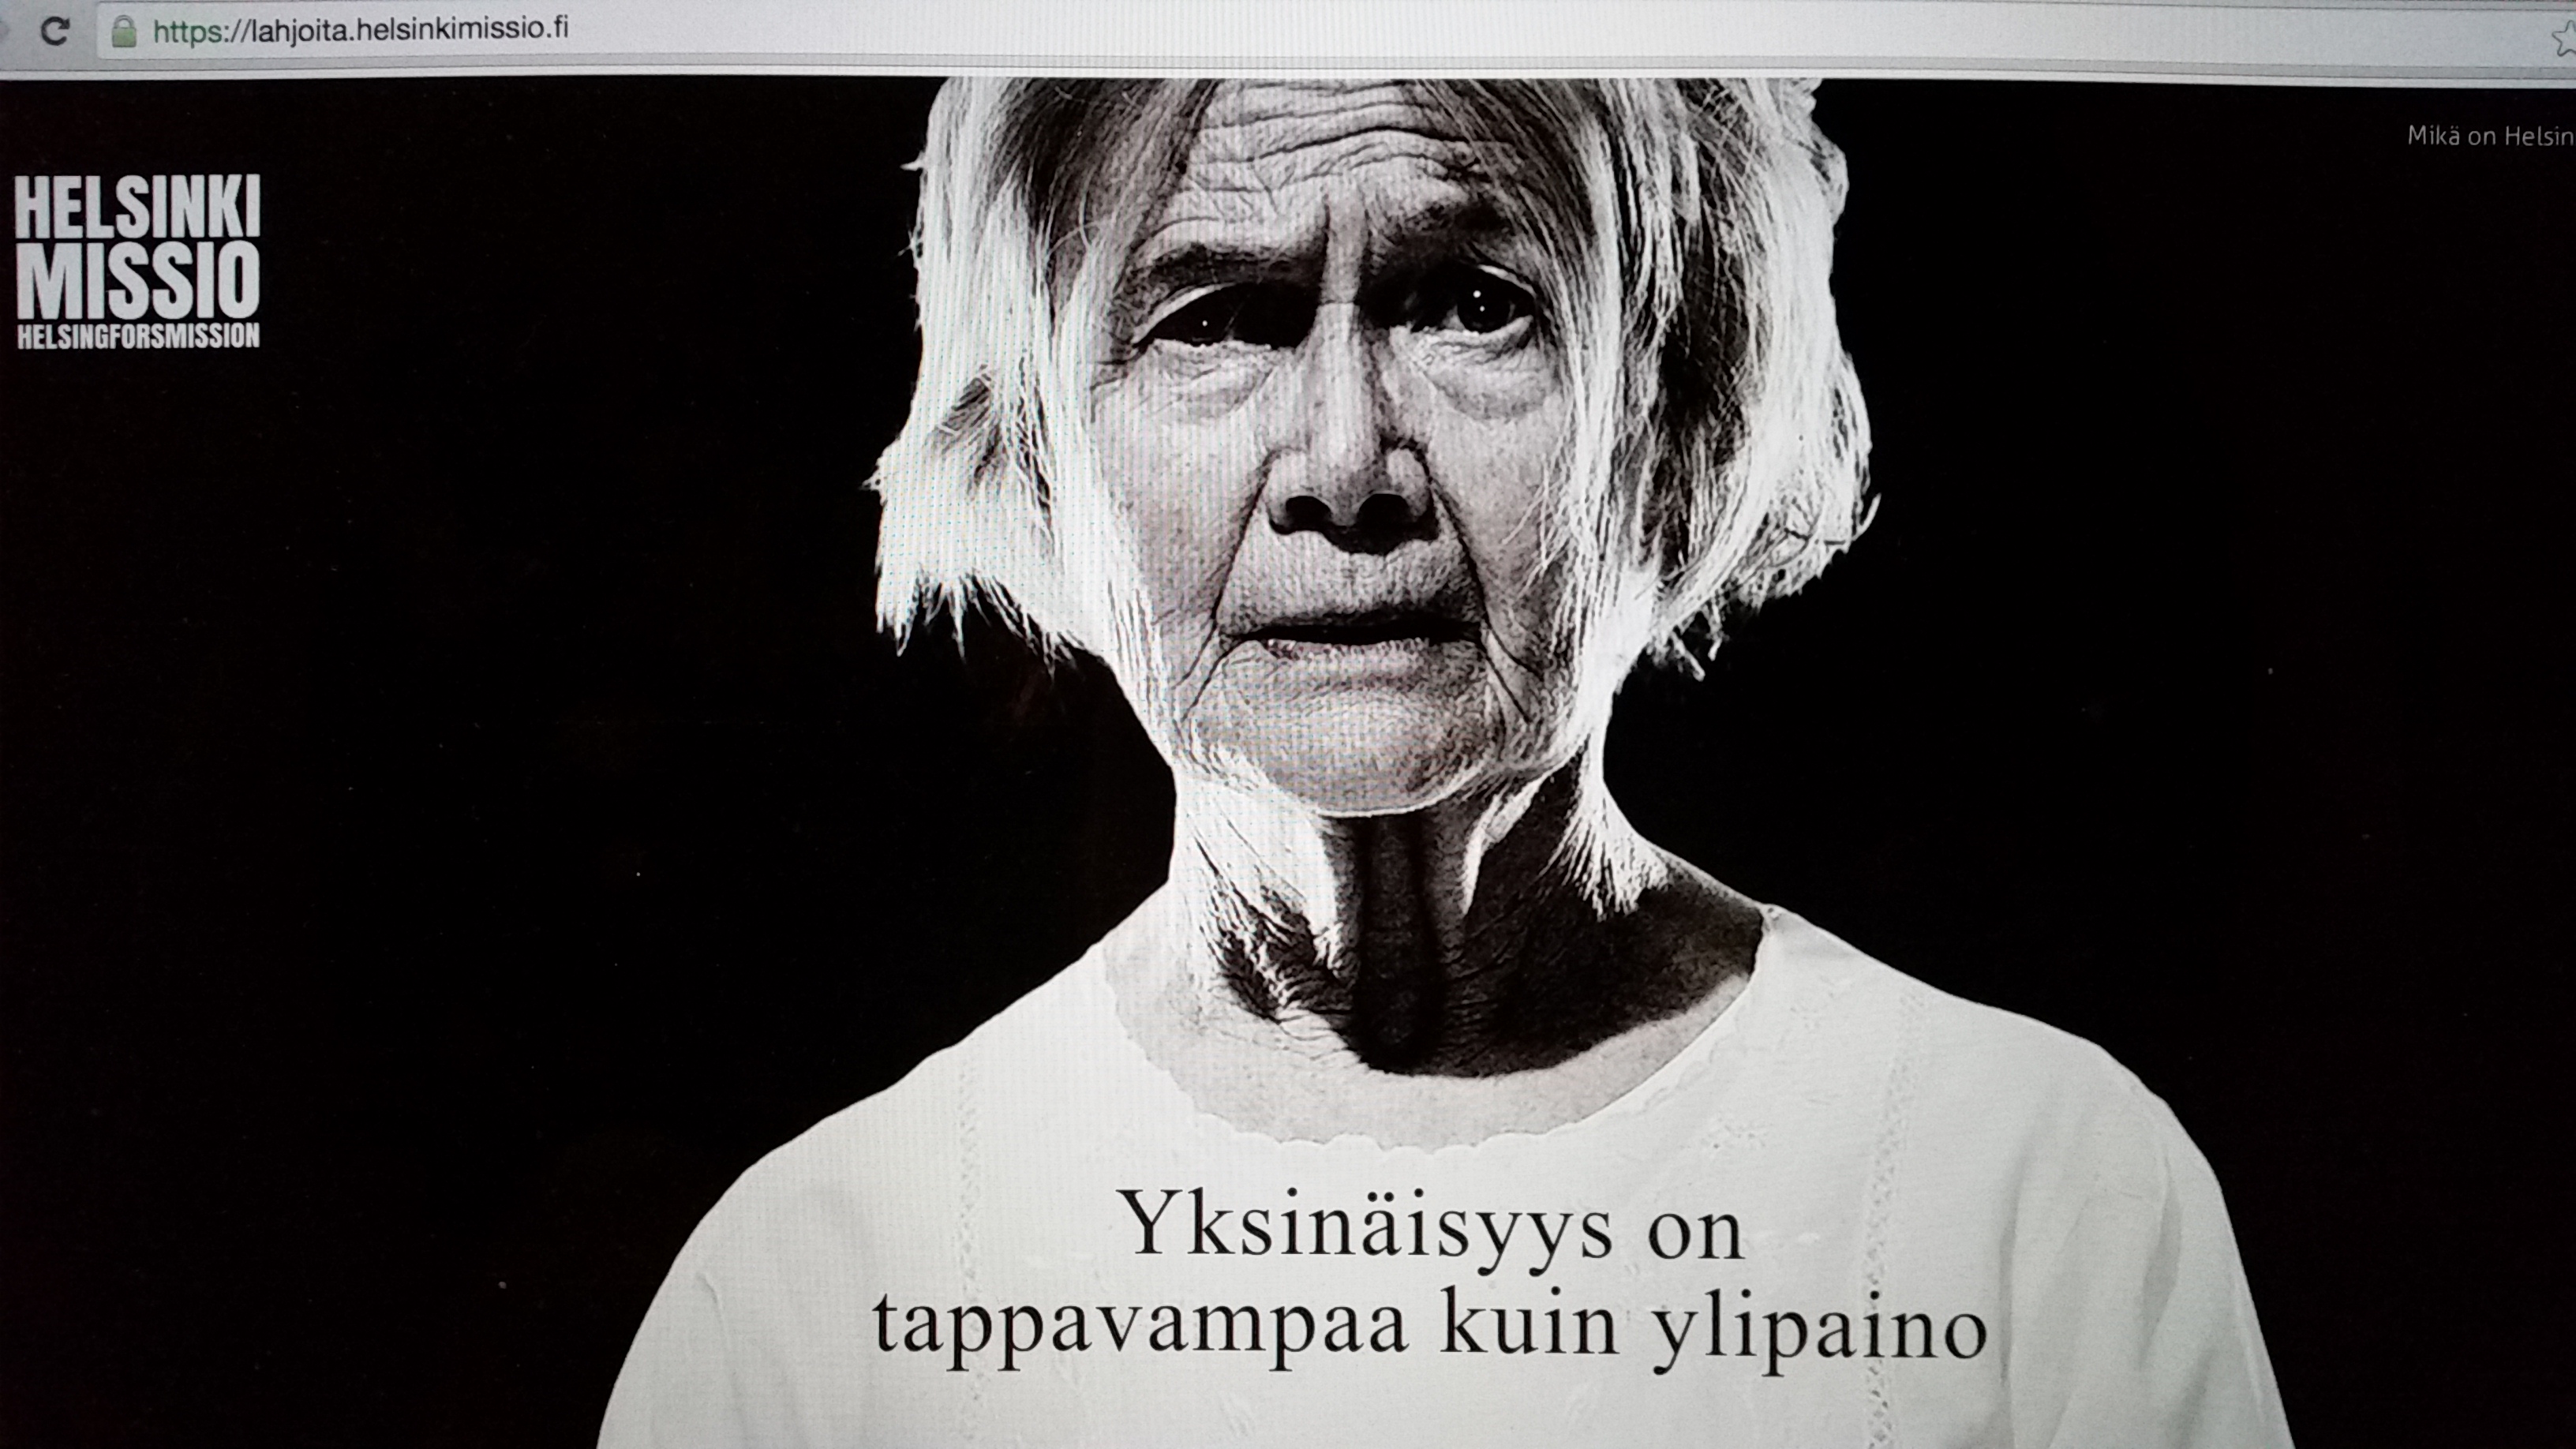 https://lahjoita.helsinkimissio.fi
Mikä on Helsin
HELSINKI
MISSIO
HELSINGFORSMISSION
Yksinäisyys on
tappavampaa kuin ylipaino